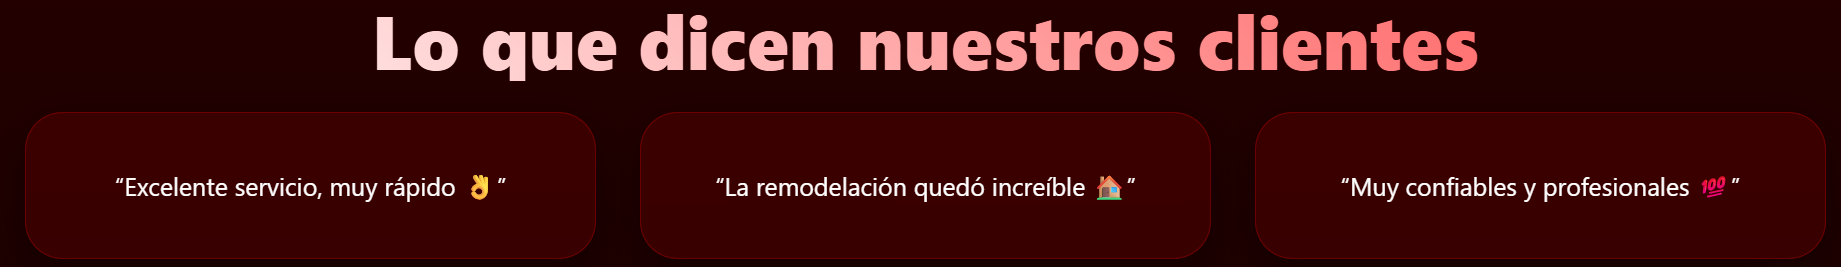 Lo que dicen nuestros clientes
“Excelente servicio, muy rápido 👌”
“La remodelación quedó increíble 🏠”
“Muy confiables y profesionales 💯”